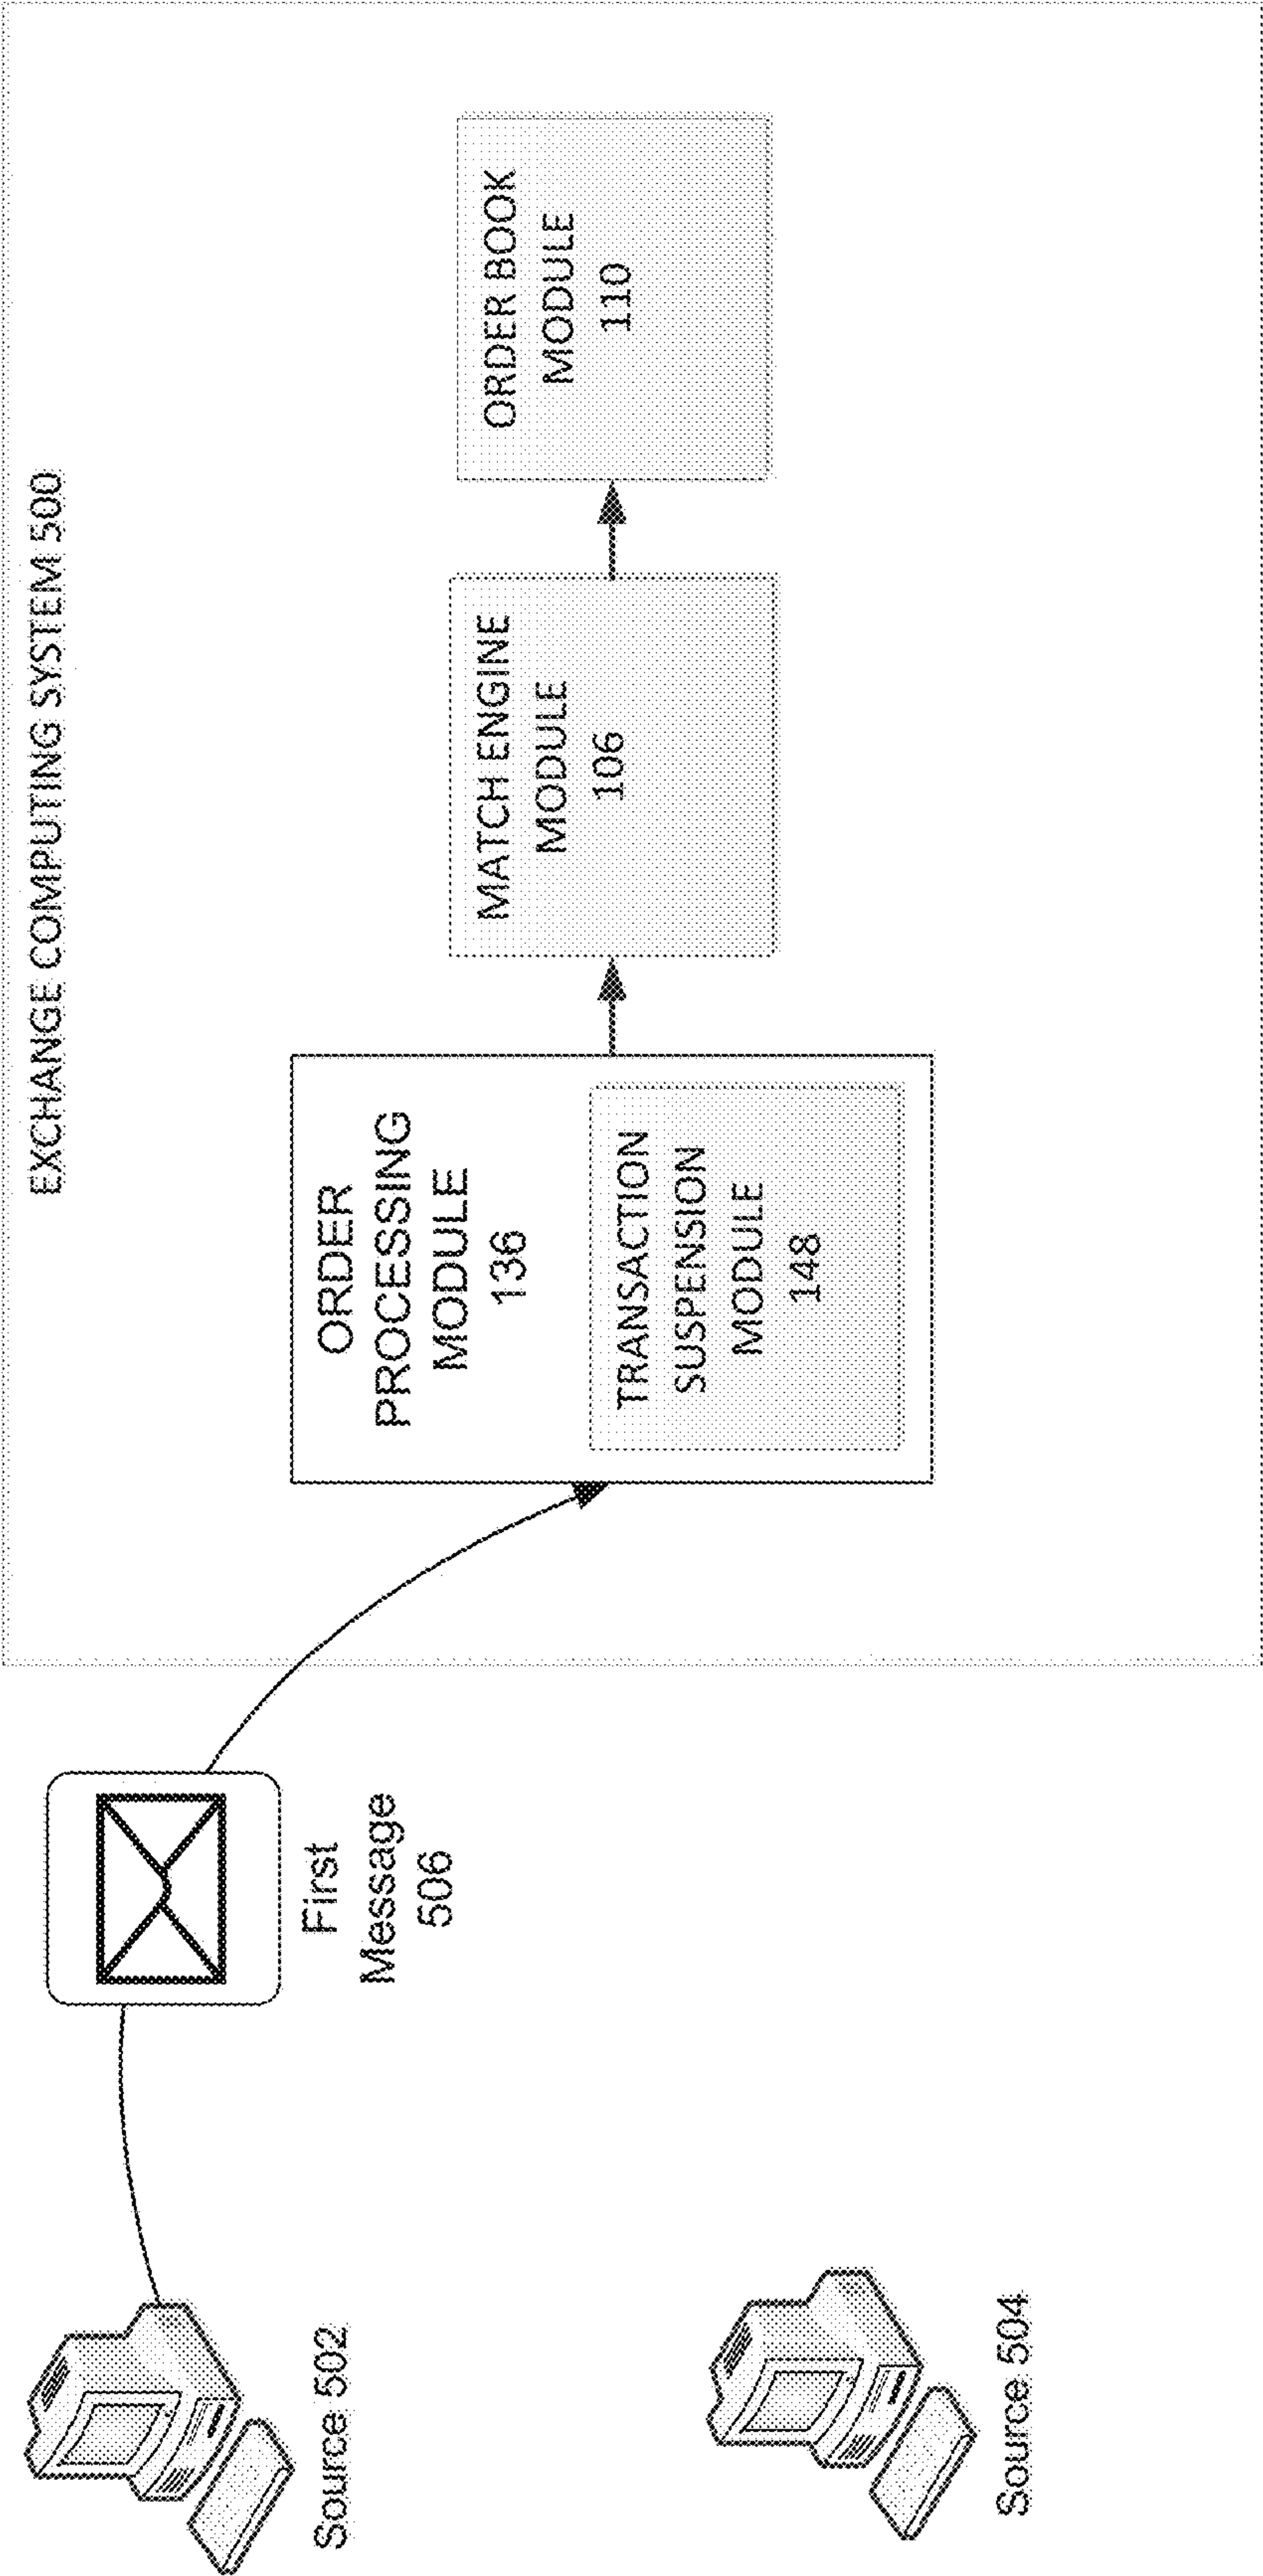 EXCHANGE COMPUTING SYSTEM 500
Source 502
First
Message
506
Source 504
ORDER
PROCESSING
MODULE
136
TRANSACTION
SUSPENSION
MODULE
148
MATCH ENGINE
MODULE
106
ORDER BOOK
MODULE
110